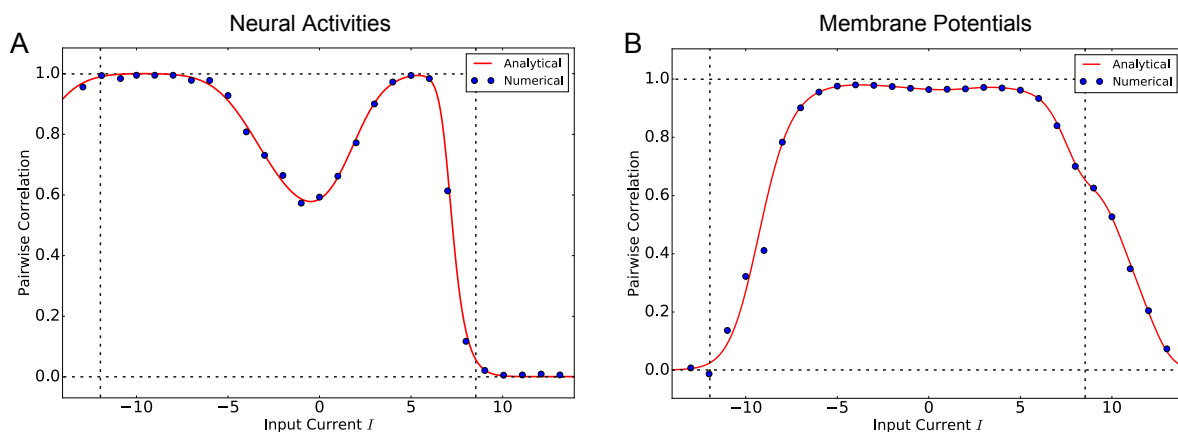 Neural Activities
A
Analytical
Numerical
1.0
0.8
0.6
0.4
0.2
0.0
Pairwise Correlation
−10
−5
0
5
10
Input Current I
Membrane Potentials
B
Analytical
Numerical
1.0
0.8
0.6
0.4
0.2
0.0
Pairwise Correlation
−10
−5
0
5
10
Input Current I